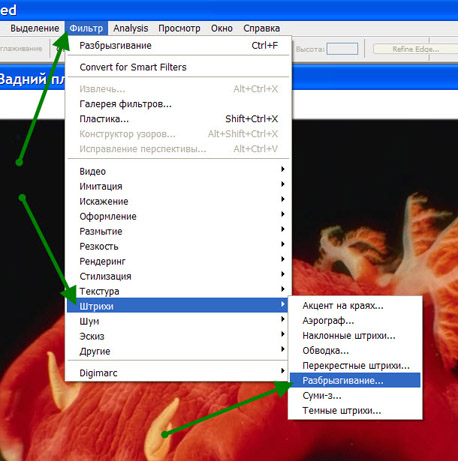 ed
Выделение Фильтр Analysis Просмотр Окно Справка
глаживание Высота: Refine Edge...
Задний пл
Разбрызгивание Ctrl+F
Convert for Smart Filters
Извлечь... Alt+Ctrl+X
Галерея фильтров...
Пластика... Shift+Ctrl+X
Конструктор узоров... Alt+Shift+Ctrl+X
Исправление перспективы... Alt+Ctrl+V
Видео
Имитация
Искажение
Оформление
Размытие
Резкость
Рендеринг
Стилизация
Текстура
Штрихи
Шум
Эскиз
Другие
Digimarc
Акцент на краях...
Аэрограф...
Наклонные штрихи...
Обводка...
Перекрестные штрихи...
Разбрызгивание...
Суми-э...
Темные штрихи...